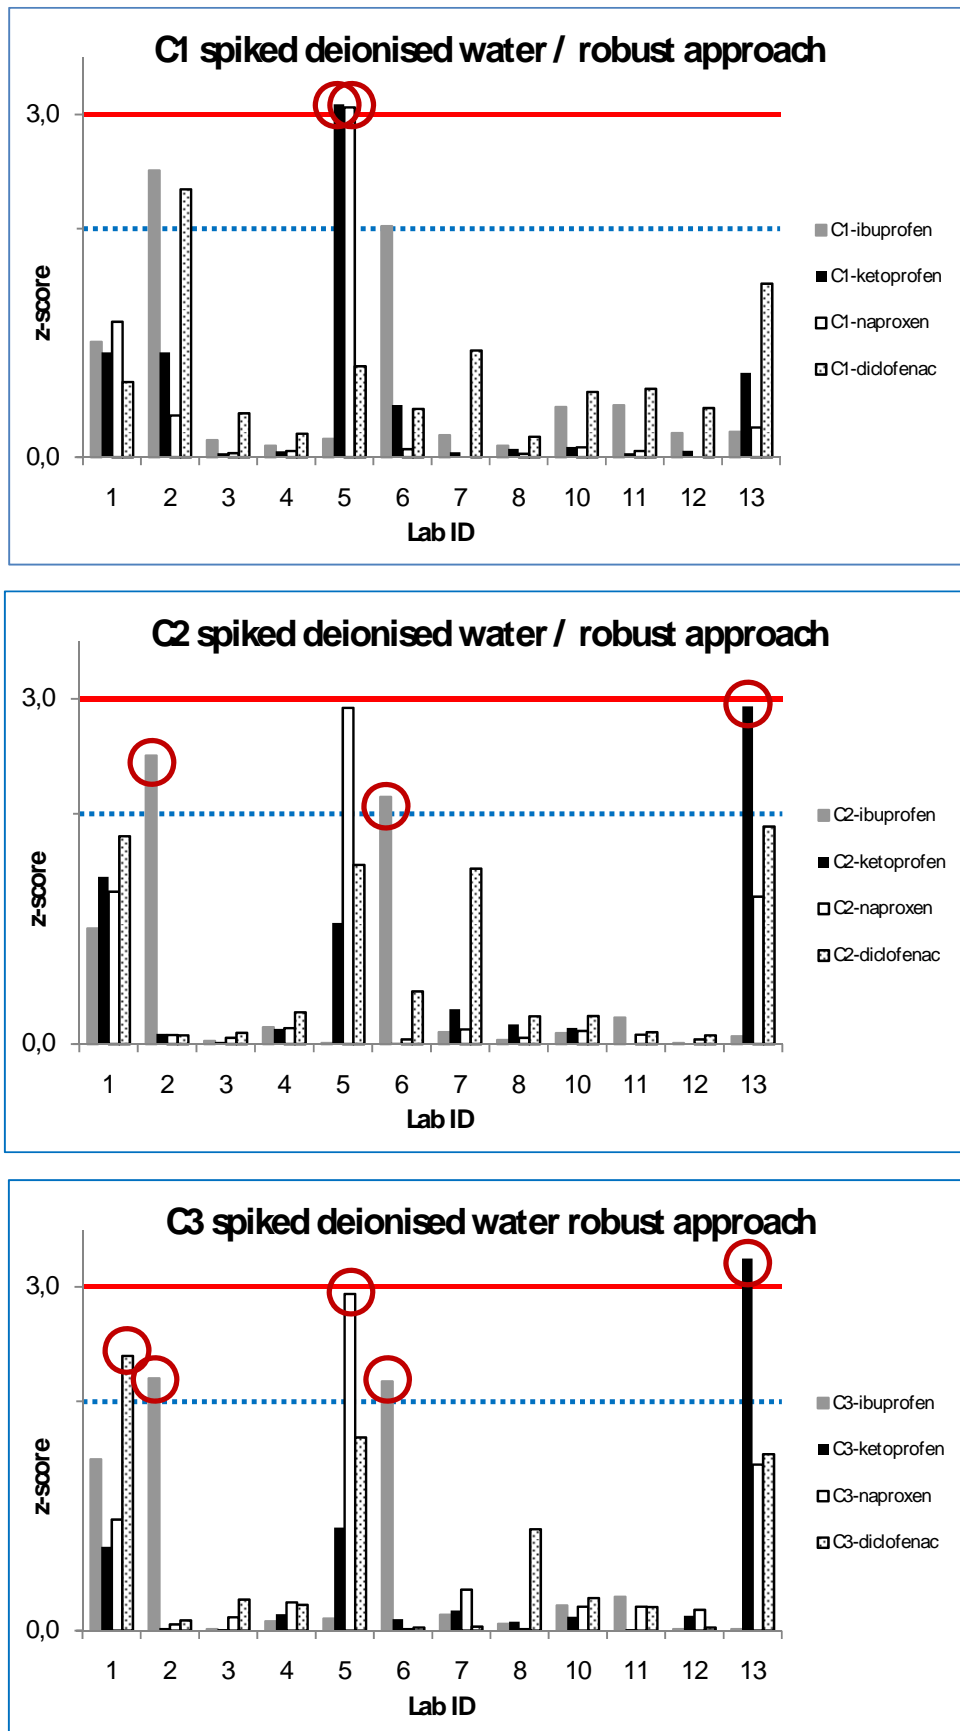 C1 spiked deionised water / robust approach
3,0
0,0
z-score
1 2 3 4 5 6 7 8 10 11 12 13
Lab ID
C1-ibuprofen
C1-ketoprofen
C1-naproxen
C1-diclofenac
C2 spiked deionised water / robust approach
3,0
0,0
z-score
1 2 3 4 5 6 7 8 10 11 12 13
Lab ID
C2-ibuprofen
C2-ketoprofen
C2-naproxen
C2-diclofenac
C3 spiked deionised water robust approach
3,0
0,0
z-score
1 2 3 4 5 6 7 8 10 11 12 13
Lab ID
C3-ibuprofen
C3-ketoprofen
C3-naproxen
C3-diclofenac